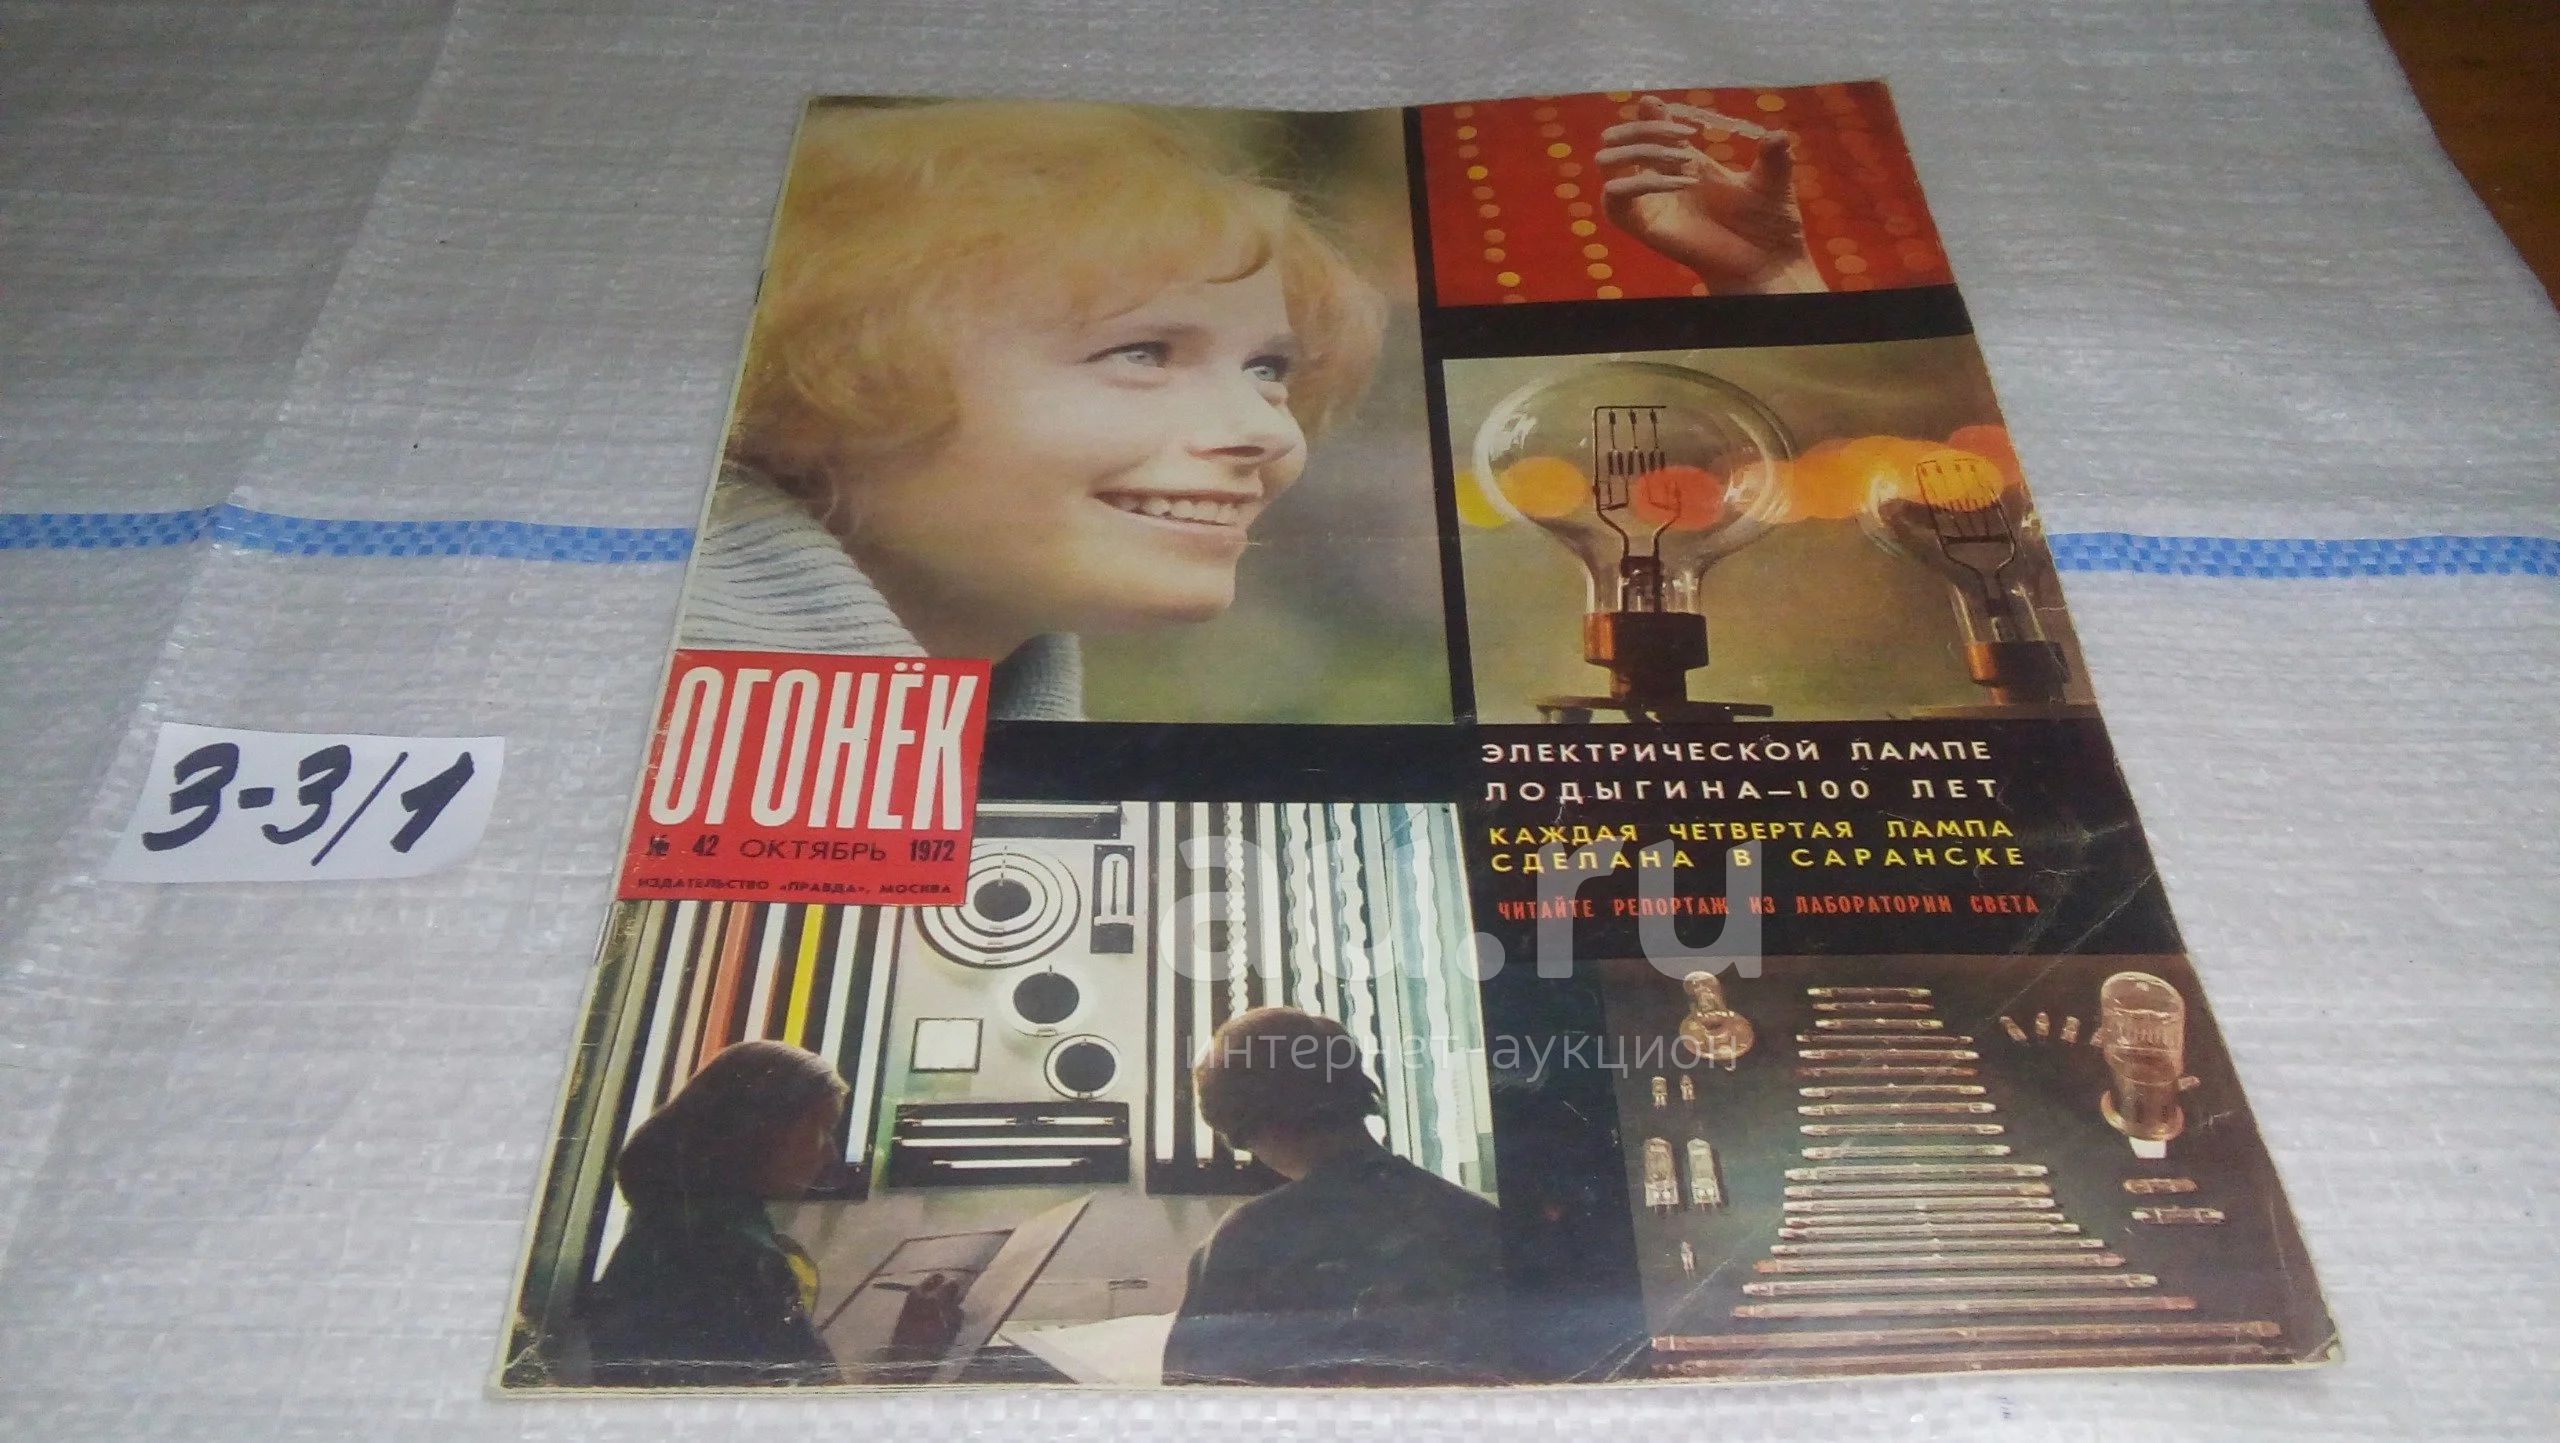 3-3/1
ОГОНЁК
№ 42 ОКТЯБРЬ 1972
ИЗДАТЕЛЬСТВО «ПРАВДА», МОСКВА
ЭЛЕКТРИЧЕСКОЙ ЛАМПЕ
ЛОДЫГИНА—100 ЛЕТ
КАЖДАЯ ЧЕТВЕРТАЯ ЛАМПА
СДЕЛАНА В САРАНСКЕ
ЧИТАЙТЕ РЕПОРТАЖ ИЗ ЛАБОРАТОРИИ СВЕТА
au.ru
интернет-аукцион